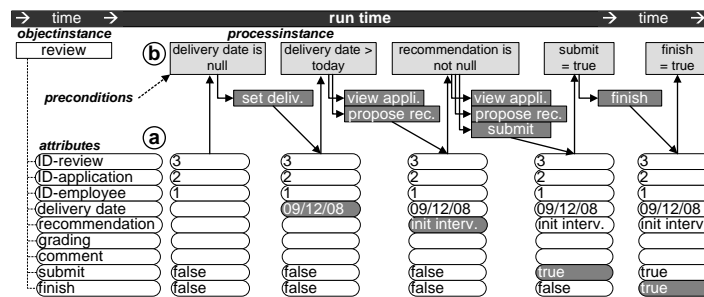 time run time time
objectinstance processinstance
review
b
delivery date is null
delivery date > today
recommendation is not null
submit = true
finish = true
preconditions
set deliv.
view appli.
propose rec.
view appli.
propose rec.
submit
finish
a
attributes
ID-review 3 3 3 3 3
ID-application 2 2 2 2 2
ID-employee 1 1 1 1 1
delivery date 09/12/08 09/12/08 09/12/08 09/12/08
recommendation init interv. init interv. init interv
grading
comment
submit false false false true true
finish false false false false true